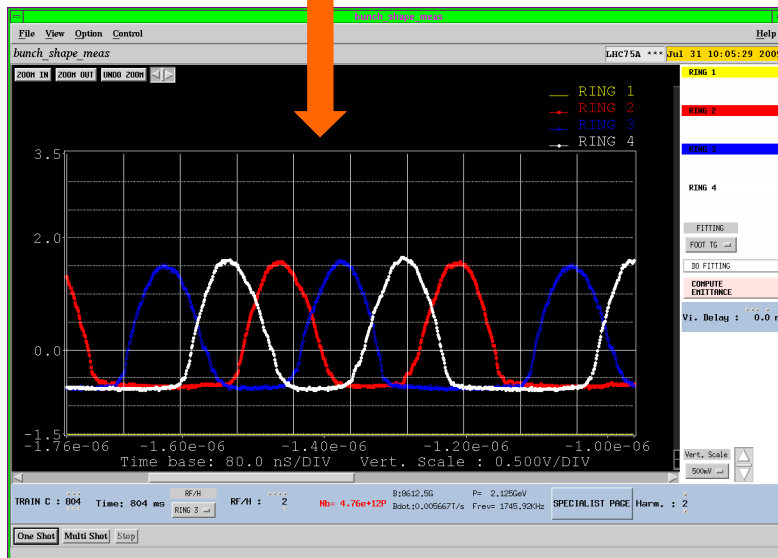 bunch_shape_meas
File View Option Control Help
bunch_shape_meas LHC75A *** Jul 31 10:05:29 2009
ZOOM IN ZOOM OUT UNDO ZOOM
RING 1
RING 2
RING 3
RING 4
3.5
2.0
0.0
-1.5
-1.76e-06 -1.60e-06 -1.40e-06 -1.20e-06 -1.00e-06
Time base: 80.0 nS/DIV Vert. Scale : 0.500V/DIV
RING 1
RING 2
RING 3
RING 4
FITTING
FOOT TG
DO FITTING
COMPUTE
EMITTANCE
Vi. Delay : 0.0 n
Vert. Scale
500mV
TRAIN C : 804 Time: 804 ms
RF/H
RING 3
RF/H : 2
Nb= 4.76e+12P
B:8612.5G P= 2.125GeV
Bdot:0.005667T/s Frev= 1745.92KHz
SPECIALIST PAGE
Harm. : 2
One Shot Multi Shot Stop